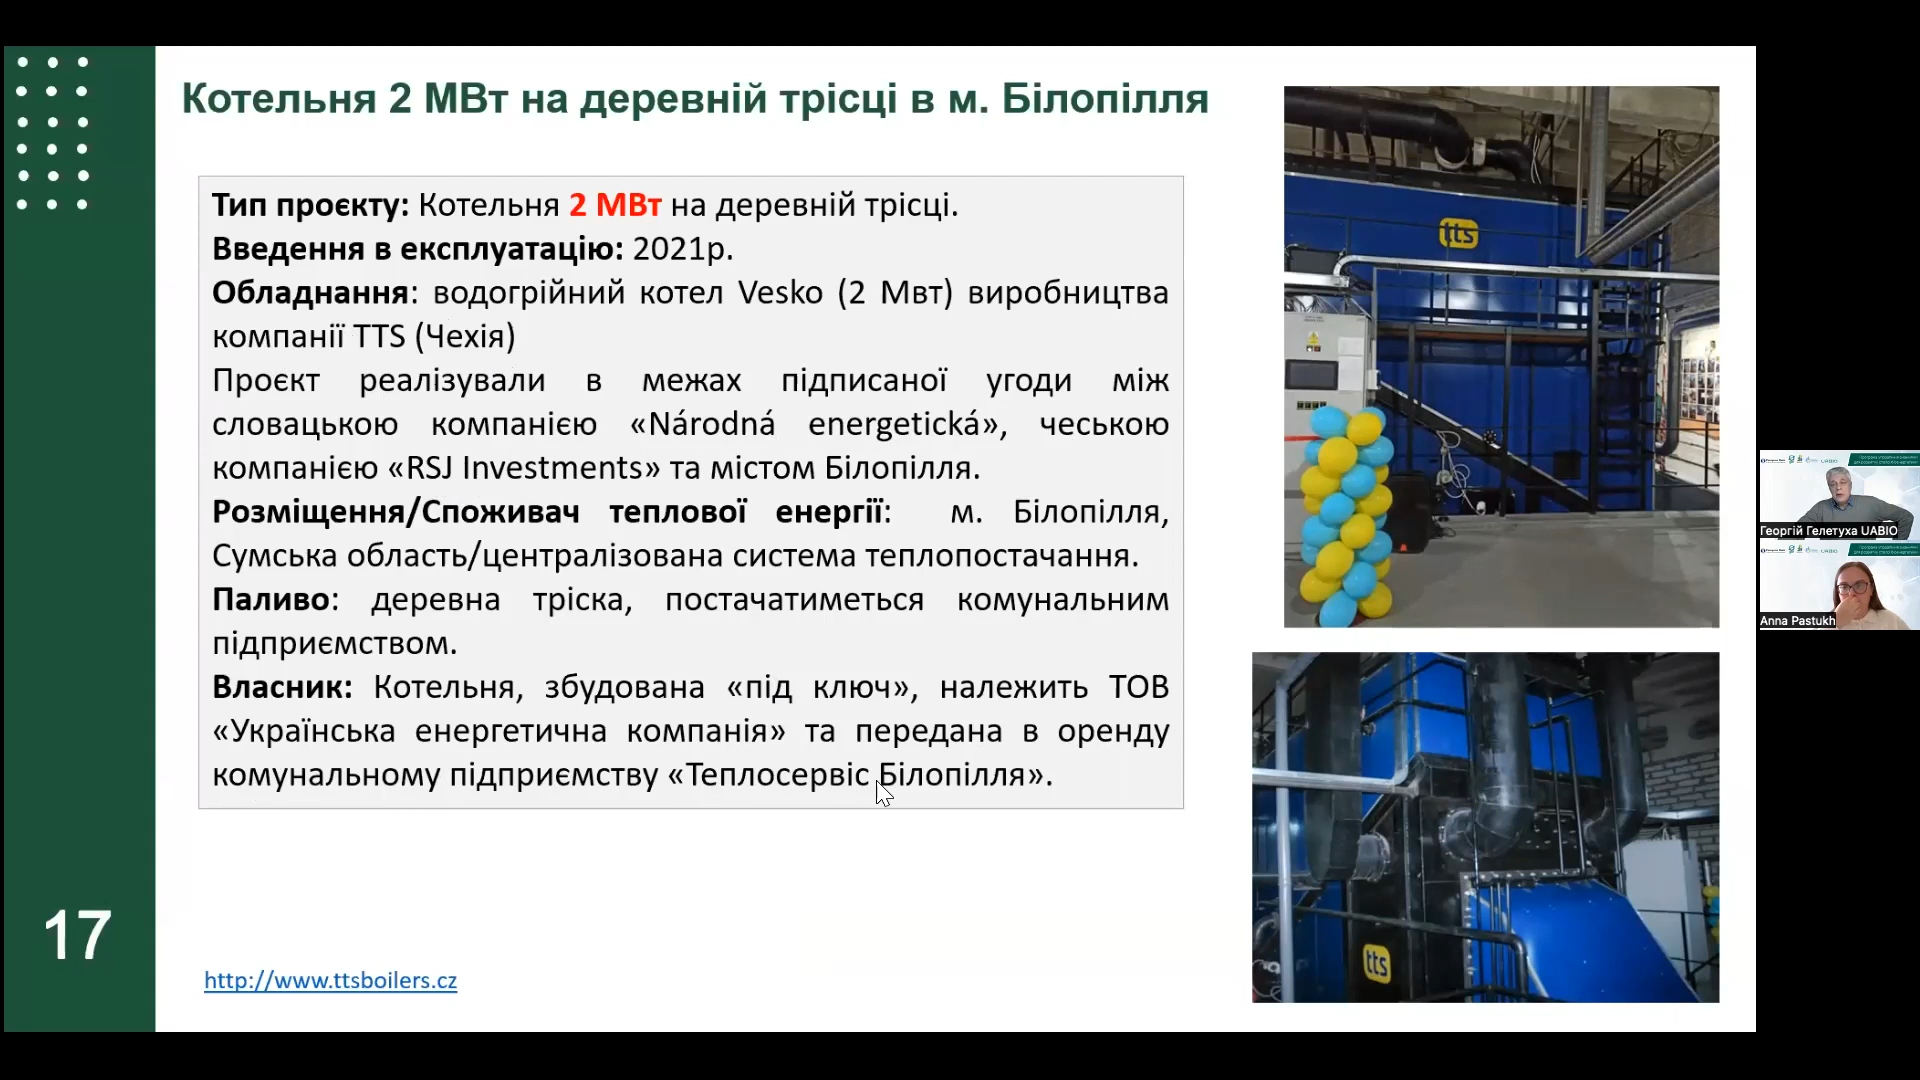 Котельня 2 МВт на деревній трісці в м. Білопілля
Тип проєкту: Котельня 2 МВт на деревній трісці.
Введення в експлуатацію: 2021р.
Обладнання: водогрійний котел Vesko (2 Мвт) виробництва
компанії TTS (Чехія)
Проєкт реалізували в межах підписаної угоди між
словацькою компанією «Národná energetická», чеською
компанією «RSJ Investments» та містом Білопілля.
Розміщення/Споживач теплової енергії: м. Білопілля,
Сумська область/централізована система теплопостачання.
Паливо: деревна тріска, постачатиметься комунальним
підприємством.
Власник: Котельня, збудована «під ключ», належить ТОВ
«Українська енергетична компанія» та передана в оренду
комунальному підприємству «Теплосервіс Білопілля».
17
http://www.ttsboilers.cz
tts
tts
Георгій Гелетуха UABIO
Anna Pastukh